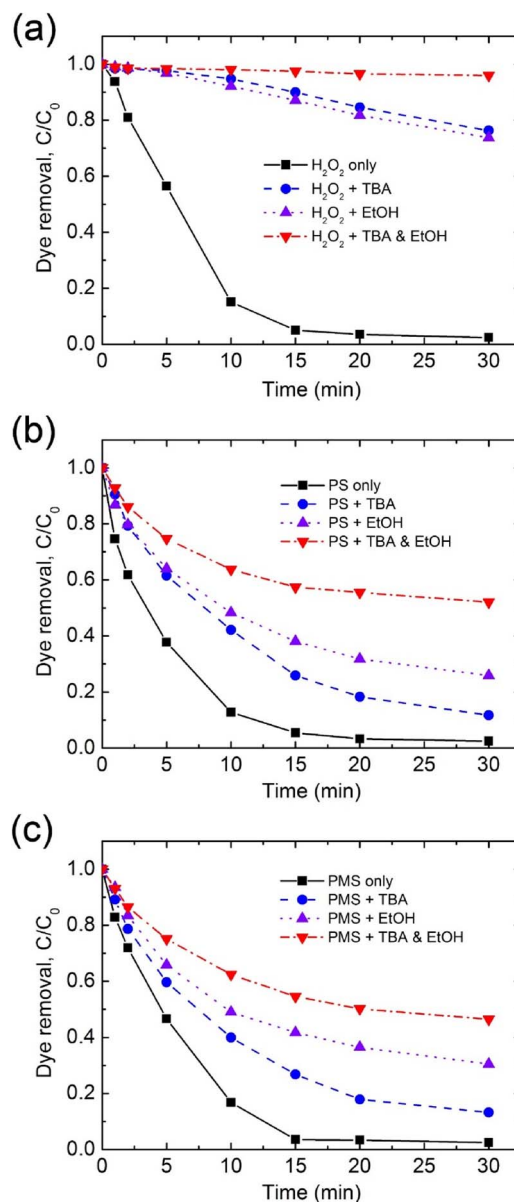 (a)
1.0
0.8
0.6
0.4
0.2
0.0
Dye removal, C/C₀
H₂O₂ only
H₂O₂ + TBA
H₂O₂ + EtOH
H₂O₂ + TBA & EtOH
0 5 10 15 20 25 30
Time (min)
(b)
1.0
0.8
0.6
0.4
0.2
0.0
Dye removal, C/C₀
PS only
PS + TBA
PS + EtOH
PS + TBA & EtOH
0 5 10 15 20 25 30
Time (min)
(c)
1.0
0.8
0.6
0.4
0.2
0.0
Dye removal, C/C₀
PMS only
PMS + TBA
PMS + EtOH
PMS + TBA & EtOH
0 5 10 15 20 25 30
Time (min)